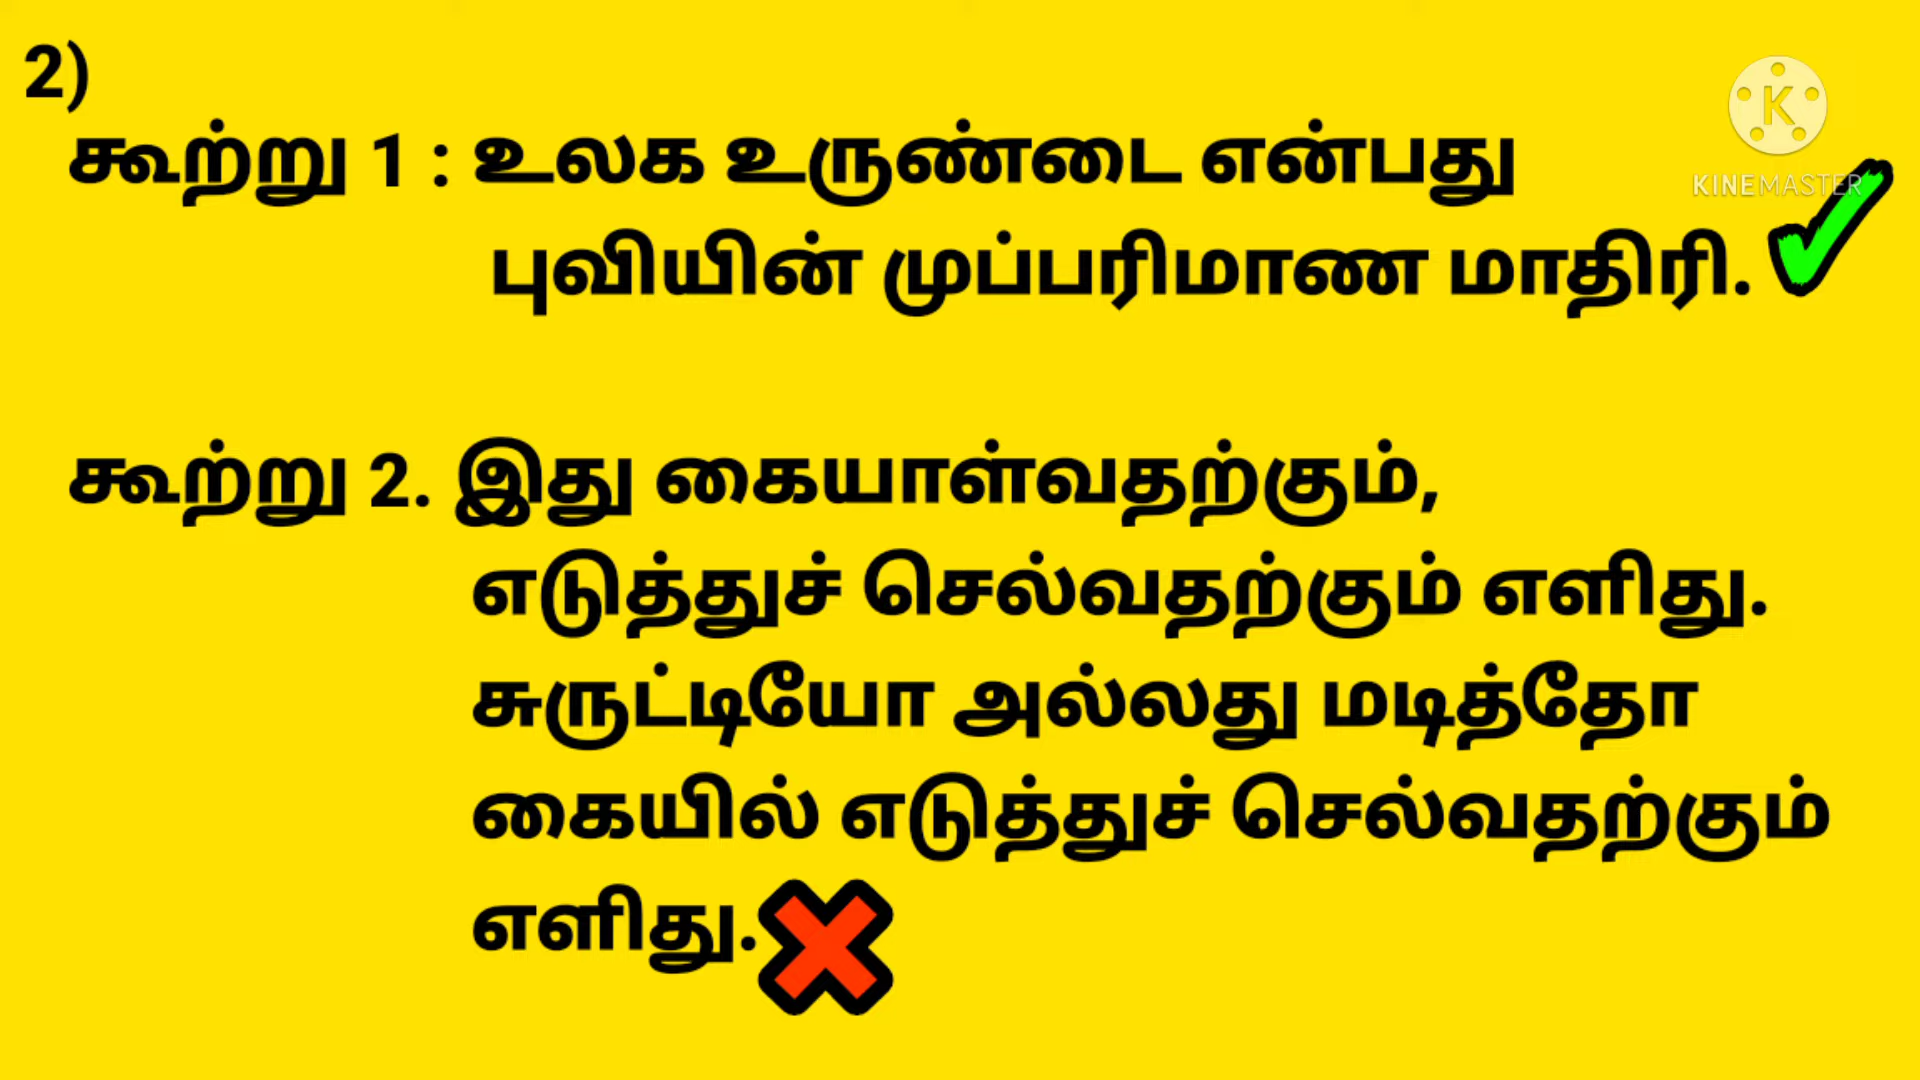 2)
கூற்று 1 : உலக உருண்டை என்பது
புவியின் முப்பரிமாண மாதிரி.
KINEMASTER
கூற்று 2. இது கையாள்வதற்கும்,
எடுத்துச் செல்வதற்கும் எளிது.
சுருட்டியோ அல்லது மடித்தோ
கையில் எடுத்துச் செல்வதற்கும்
எளிது.